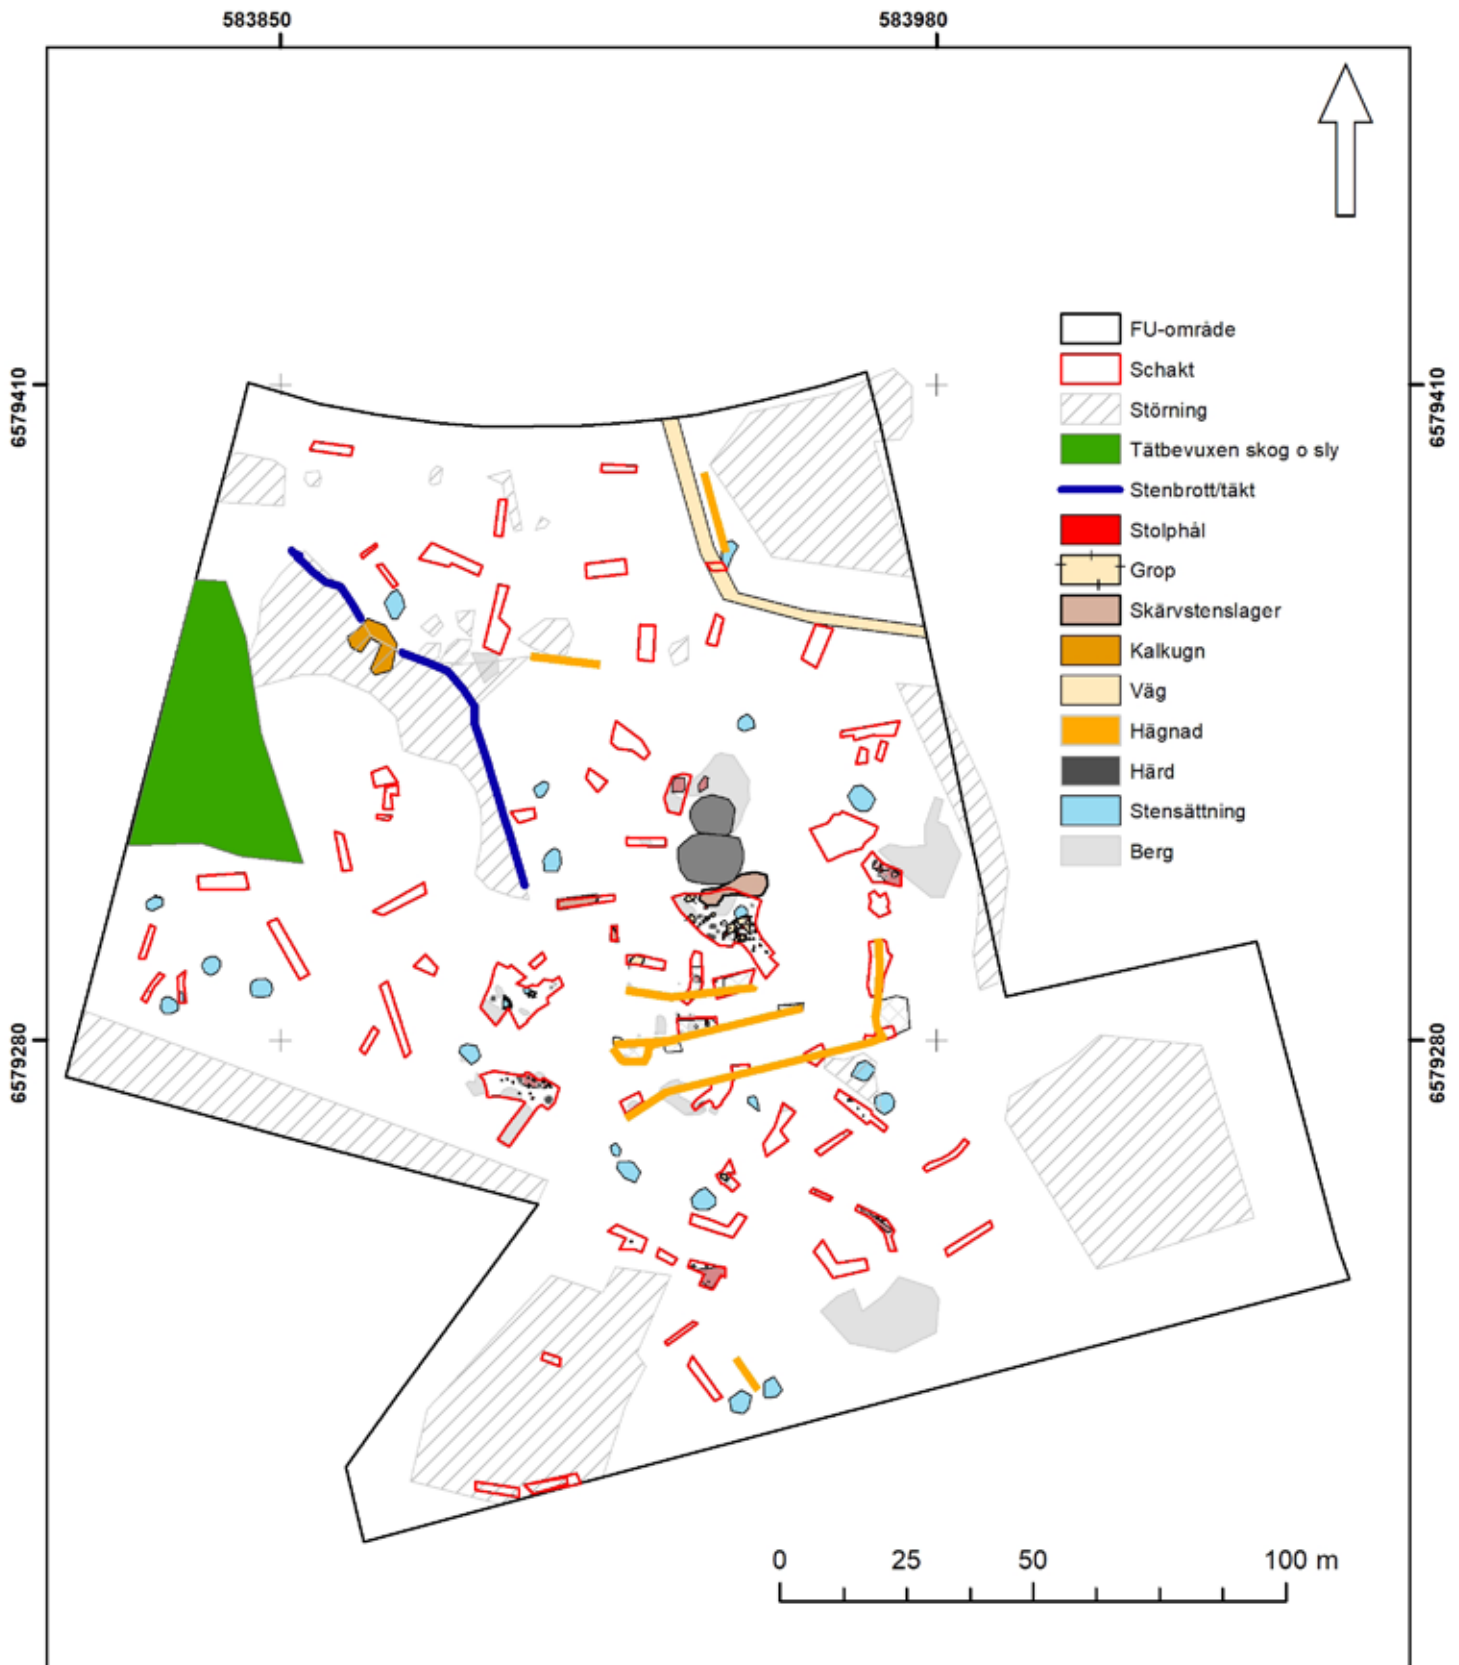 583850
583980
6579410
6579410
FU-område
Schakt
Störning
Tätbevuxen skog o sly
Stenbrott/täkt
Stolphål
Grop
Skärvstenslager
Kalkugn
Väg
Hägnad
Härd
Stensättning
Berg
6579280
6579280
0 25 50 100 m